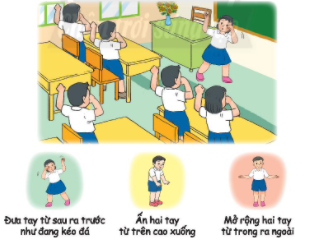 Đưa tay từ sau ra trước
như đang kéo đá
Ấn hai tay
từ trên cao xuống
Mở rộng hai tay
từ trong ra ngoài